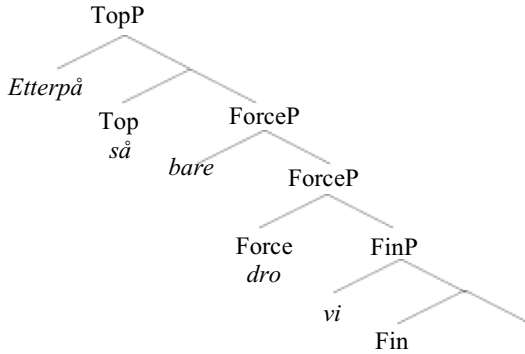 TopP
Etterpå
Top
ForceP
så
bare
ForceP
Force
FinP
dro
vi
Fin